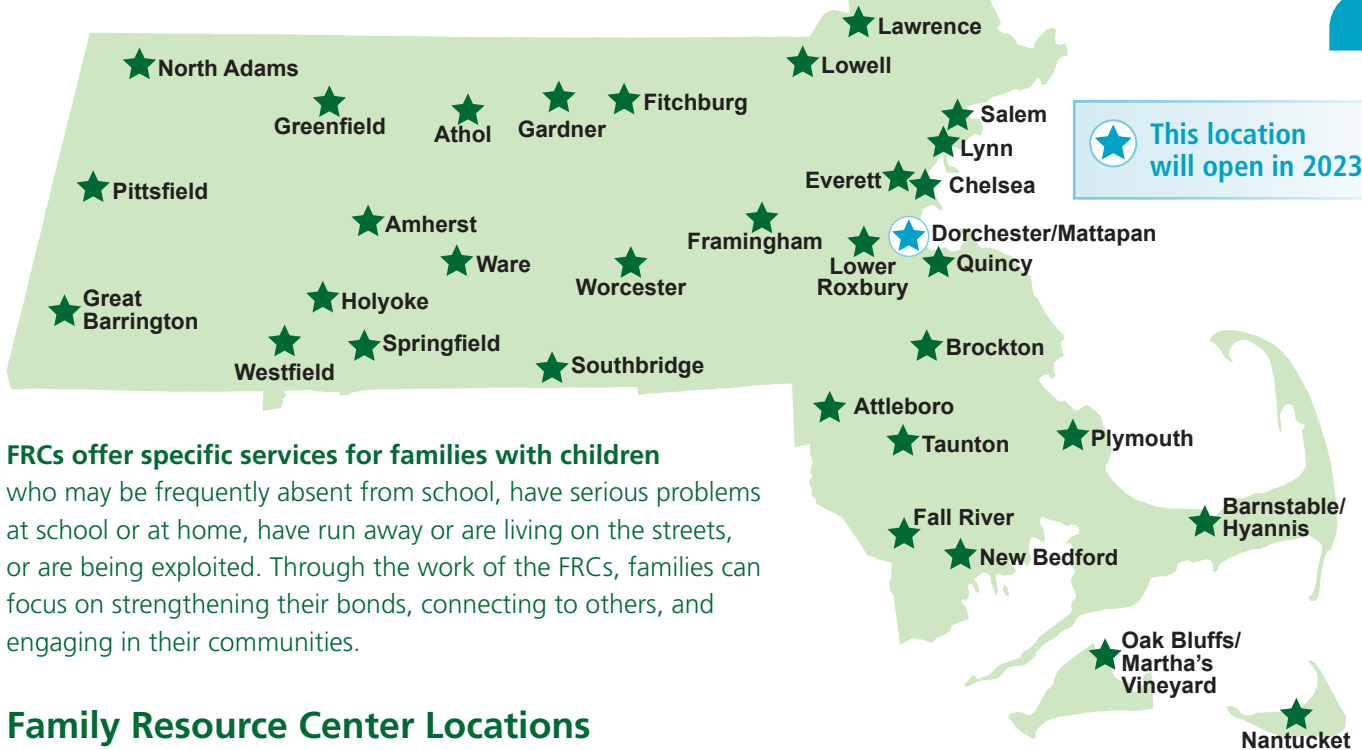 Lawrence
Lowell
North Adams
Greenfield
Athol
Gardner
Fitchburg
Salem
Lynn
Everett
Chelsea
This location
will open in 2023
Pittsfield
Amherst
Ware
Framingham
Dorchester/Mattapan
Lower
Roxbury
Quincy
Worcester
Great
Barrington
Holyoke
Westfield
Springfield
Southbridge
Brockton
Attleboro
Taunton
Plymouth
Fall River
New Bedford
Barnstable/
Hyannis
Oak Bluffs/
Martha's
Vineyard
Nantucket
FRCs offer specific services for families with children
who may be frequently absent from school, have serious problems
at school or at home, have run away or are living on the streets,
or are being exploited. Through the work of the FRCs, families can
focus on strengthening their bonds, connecting to others, and
engaging in their communities.
Family Resource Center Locations